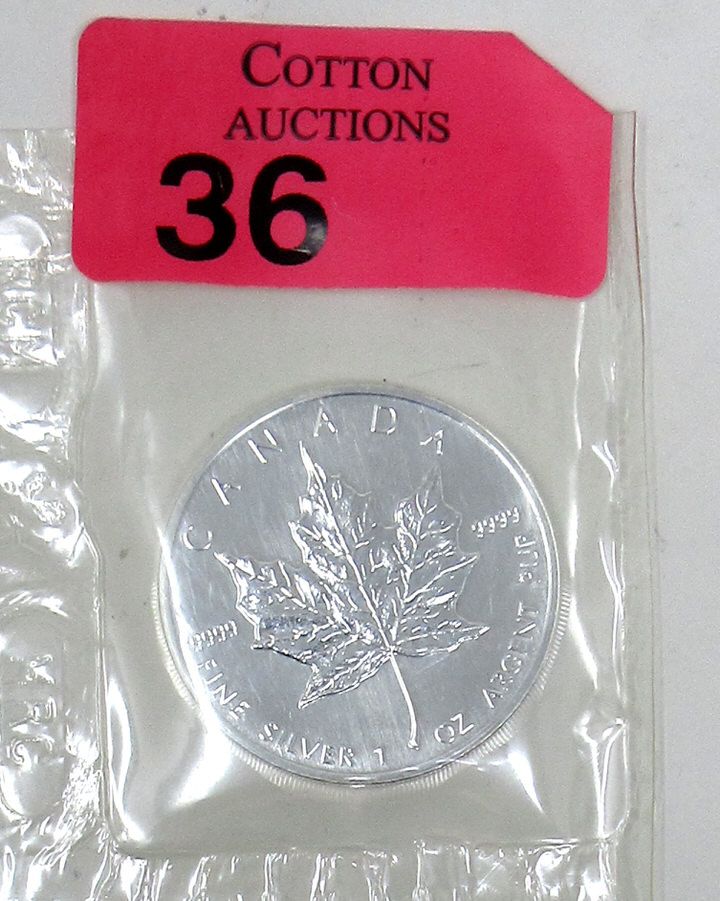 COTTON
AUCTIONS
36
CANADA
9999
9999
FINE SILVER 1 OZ ARGENT PUR